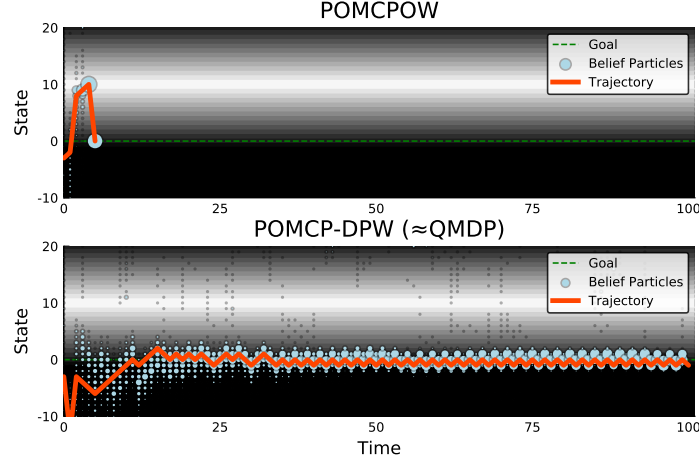 POMCPOW
20
10
0
-10
State
Goal
Belief Particles
Trajectory
0 25 50 75 100
POMCP-DPW (≈QMDP)
20
10
0
-10
State
Goal
Belief Particles
Trajectory
0 25 50 75 100
Time